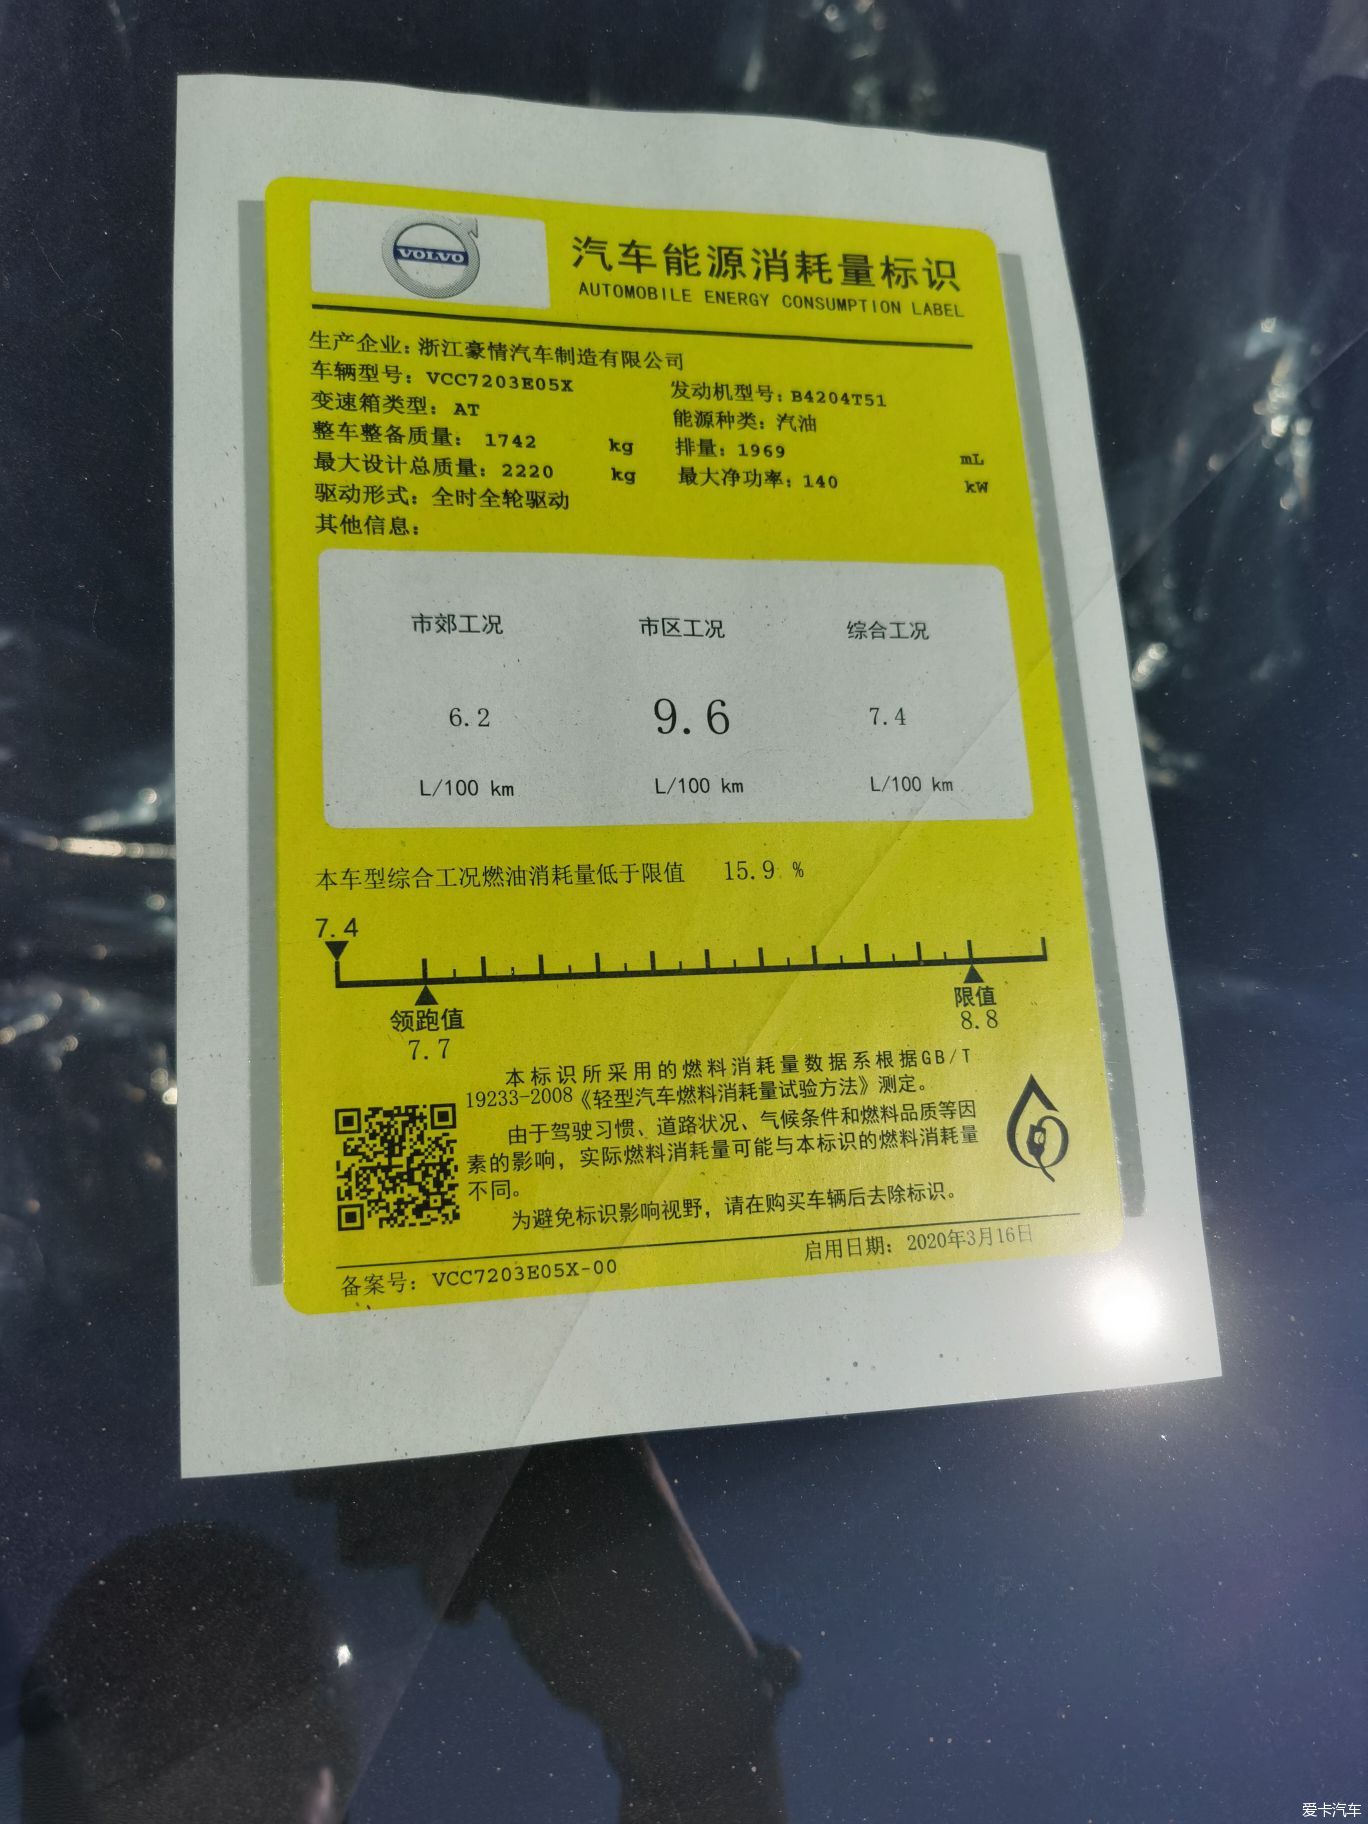 VOLVO
汽车能源消耗量标识
AUTOMOBILE ENERGY CONSUMPTION LABEL
生产企业：浙江豪情汽车制造有限公司
车辆型号：VCC7203E05X 发动机型号：B4204T51
变速箱类型：AT 能源种类：汽油
整车整备质量：1742 kg 排量：1969 mL
最大设计总质量：2220 kg 最大净功率：140 kW
驱动形式：全时全轮驱动
其他信息：
市郊工况 市区工况 综合工况
6.2 9.6 7.4
L/100 km L/100 km L/100 km
本车型综合工况燃油消耗量低于限值 15.9 %
7.4
领跑值 限值
7.7 8.8
本标识所采用的燃料消耗量数据系根据GB/T
19233-2008《轻型汽车燃料消耗量试验方法》测定。
由于驾驶习惯、道路状况、气候条件和燃料品质等因
素的影响，实际燃料消耗量可能与本标识的燃料消耗量
不同。
为避免标识影响视野，请在购买车辆后去除标识。
备案号：VCC7203E05X-00 启用日期：2020年3月16日
爱卡汽车